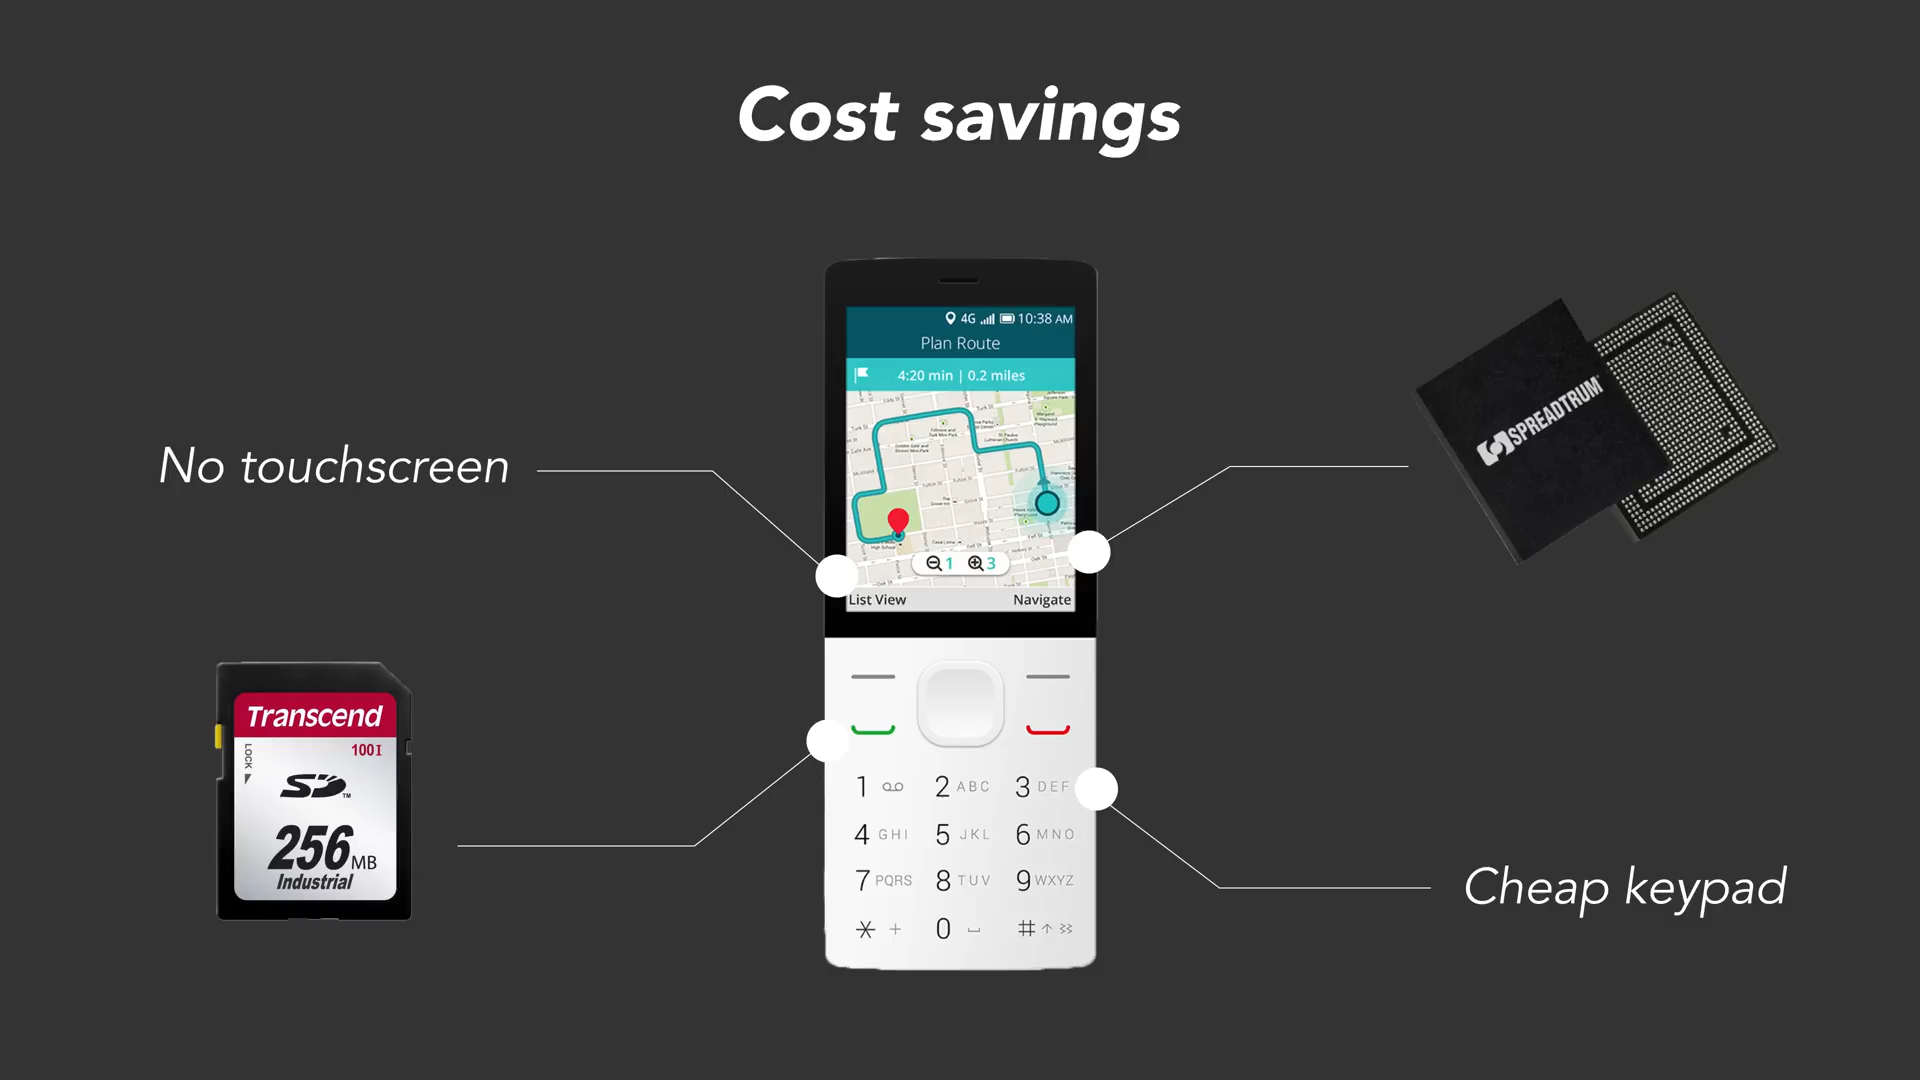 Cost savings
4G 10:38 AM
Plan Route
4:20 min | 0.2 miles
1 3
List View Navigate
No touchscreen
SPREADTRUM
Transcend
100I
LOCK
SD™
256MB
Industrial
1 2 ABC 3 DEF
4 GHI 5 JKL 6 MNO
7 PQRS 8 TUV 9 WXYZ
* + 0 #
Cheap keypad